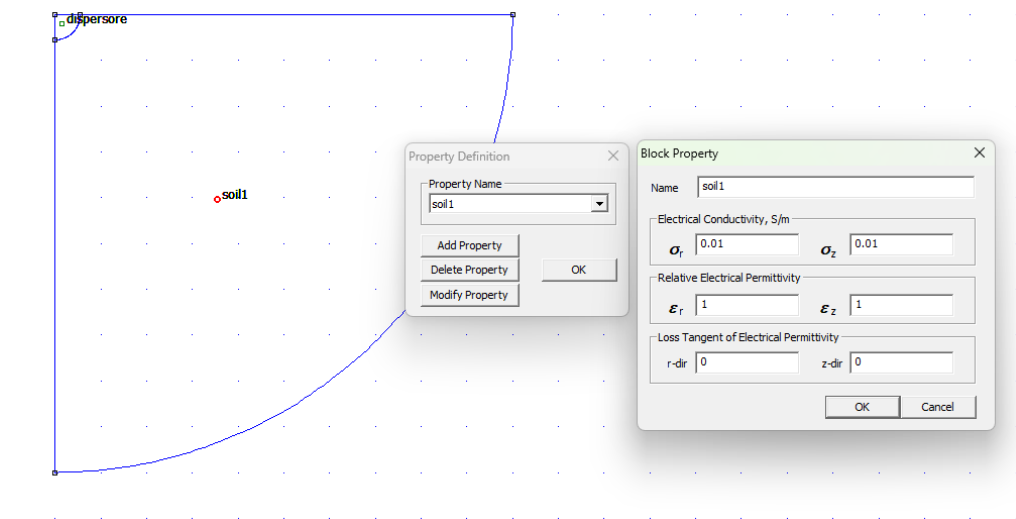 dispersore
soil1
Property Definition
Property Name
soil1
Add Property
Delete Property
OK
Modify Property
Block Property
Name soil1
Electrical Conductivity, S/m
σr 0.01 σz 0.01
Relative Electrical Permittivity
εr 1 εz 1
Loss Tangent of Electrical Permittivity
r-dir 0 z-dir 0
OK Cancel